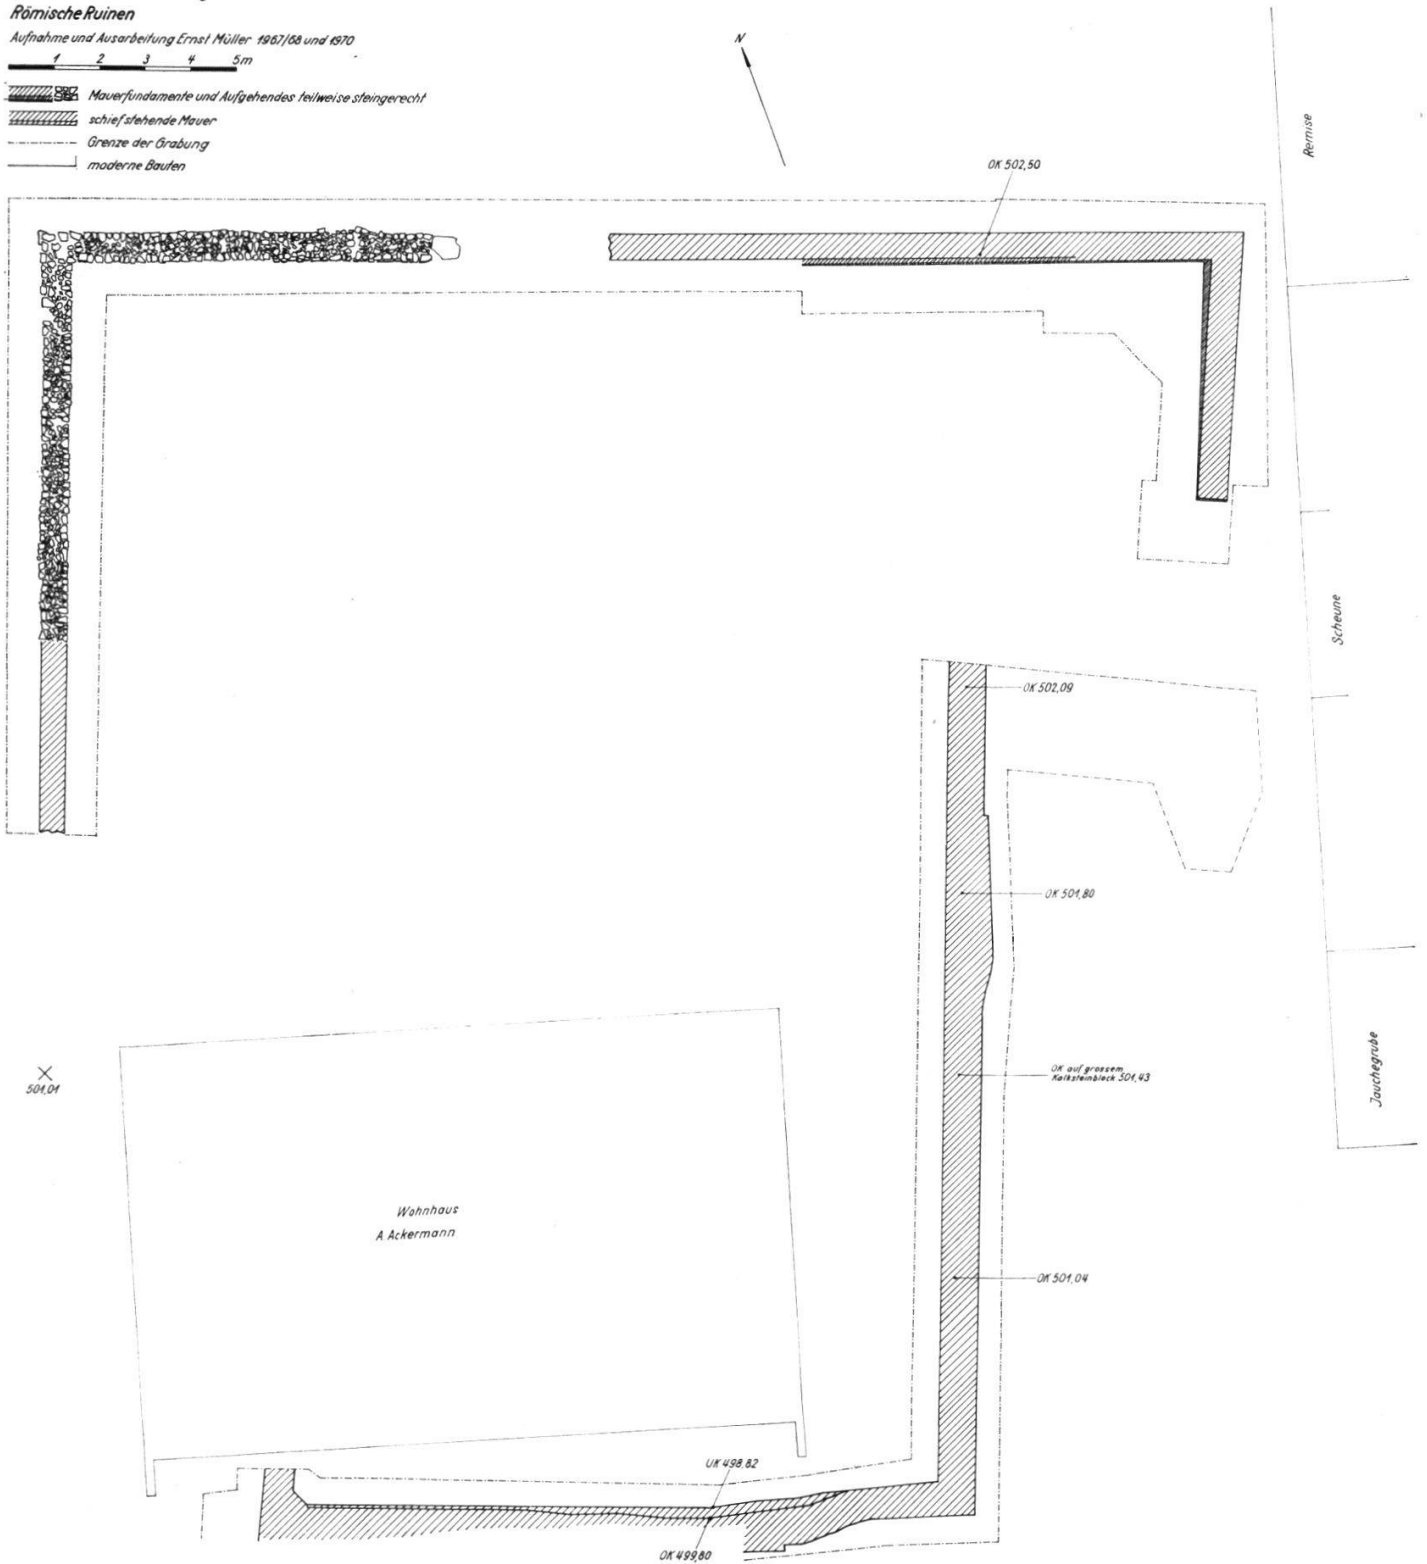 Römische Ruinen
Aufnahme und Ausarbeitung Ernst Müller 1967/68 und 1970
1 2 3 4 5m
Mauerfundamente und Aufgehendes teilweise steingerecht
schiefstehende Mauer
Grenze der Grabung
moderne Bauten
N
OK 502,50
Remise
Scheune
OK 502,09
OK 501,80
OK auf grossem
Kalksteinblock 501,43
Jauchegrube
501,01
Wohnhaus
A. Ackermann
OK 501,04
UK 498,82
OK 499,80